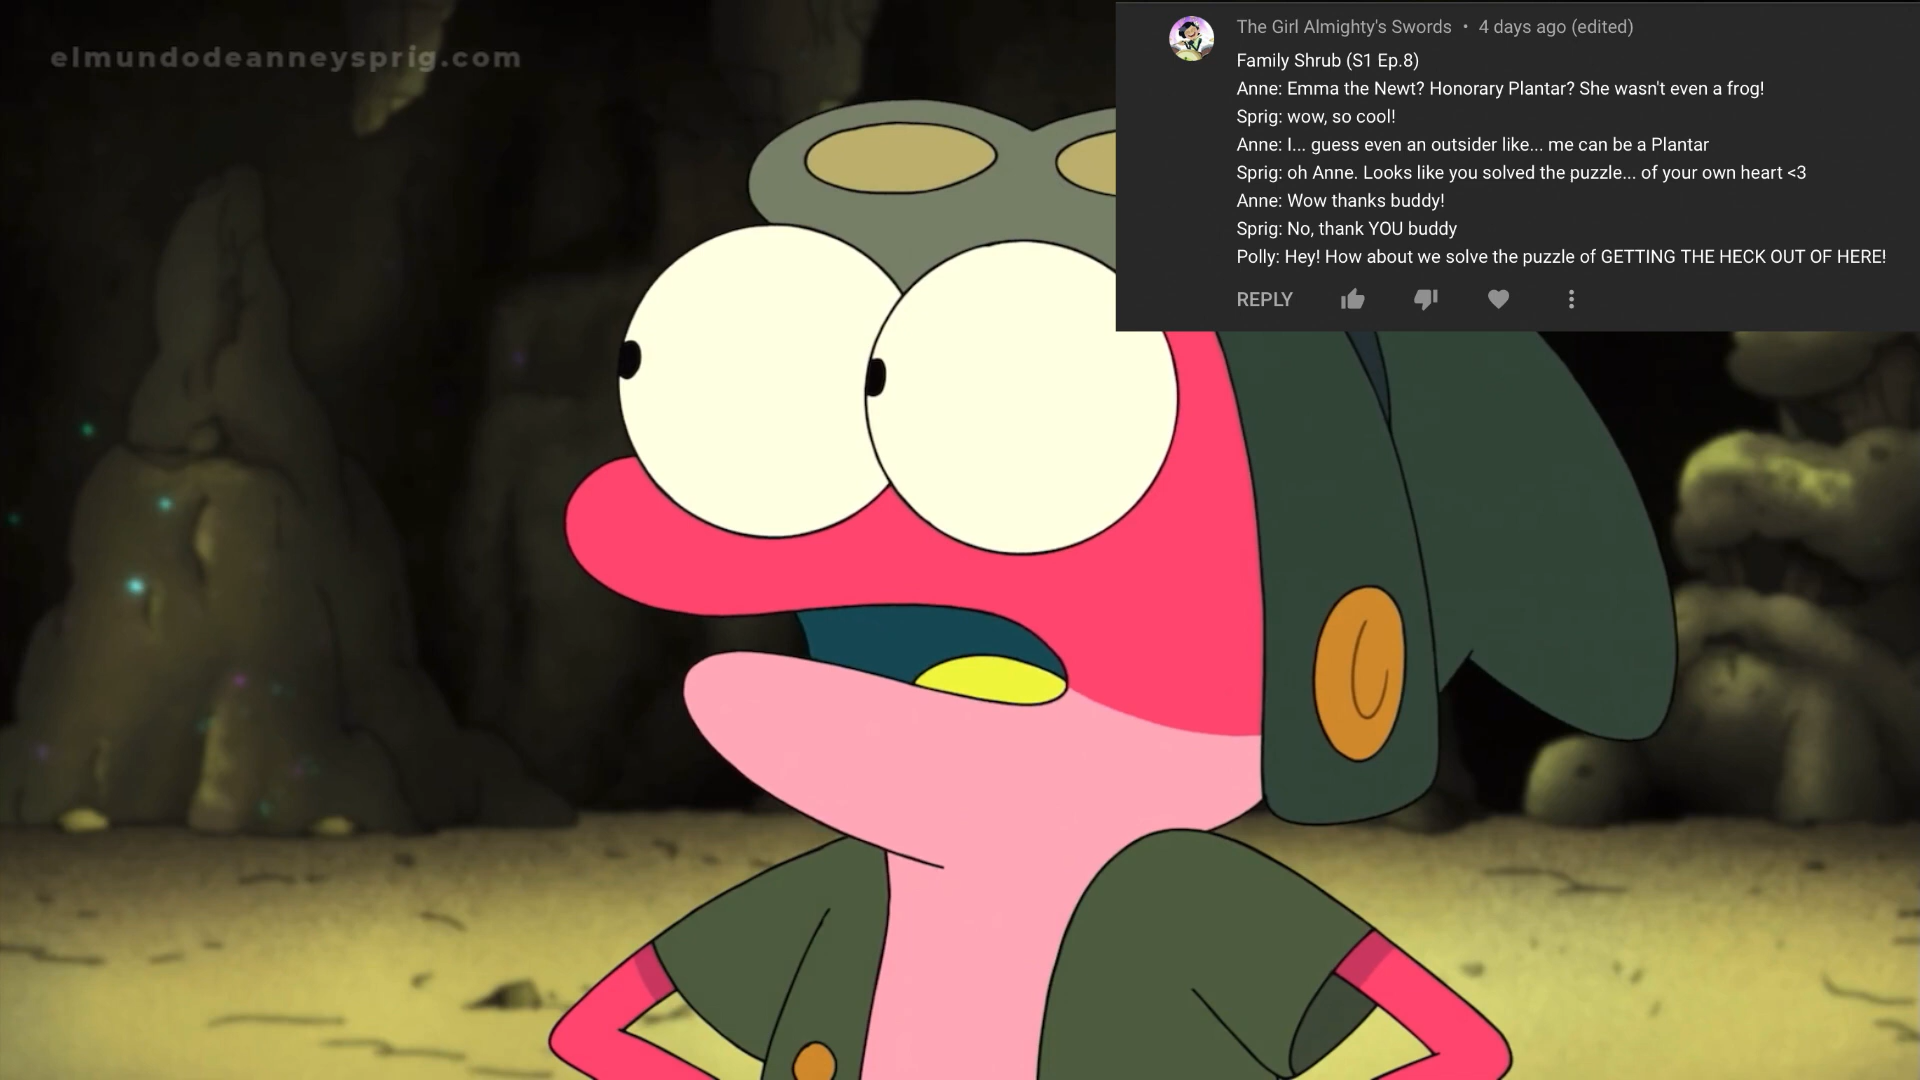 elmundodeanneysprig.com
The Girl Almighty's Swords • 4 days ago (edited)
Family Shrub (S1 Ep.8)
Anne: Emma the Newt? Honorary Plantar? She wasn't even a frog!
Sprig: wow, so cool!
Anne: I... guess even an outsider like... me can be a Plantar
Sprig: oh Anne. Looks like you solved the puzzle... of your own heart <3
Anne: Wow thanks buddy!
Sprig: No, thank YOU buddy
Polly: Hey! How about we solve the puzzle of GETTING THE HECK OUT OF HERE!
REPLY